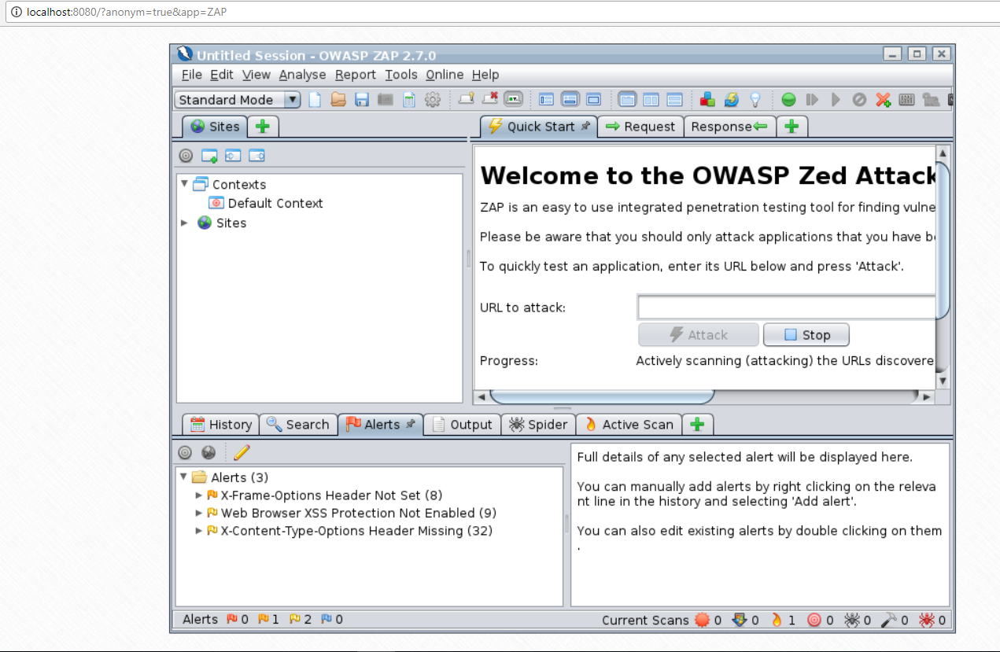 localhost:8080/?anonym=true&app=ZAP
Untitled Session - OWASP ZAP 2.7.0
File Edit View Analyse Report Tools Online Help
Standard Mode
Sites
Quick Start
Request
Response
Contexts
Default Context
Sites
Welcome to the OWASP Zed Attack
ZAP is an easy to use integrated penetration testing tool for finding vulne
Please be aware that you should only attack applications that you have b
To quickly test an application, enter its URL below and press 'Attack'.
URL to attack:
Attack
Stop
Progress:
Actively scanning (attacking) the URLs discovere
History
Search
Alerts
Output
Spider
Active Scan
Alerts (3)
X-Frame-Options Header Not Set (8)
Web Browser XSS Protection Not Enabled (9)
X-Content-Type-Options Header Missing (32)
Full details of any selected alert will be displayed here.
You can manually add alerts by right clicking on the releva
nt line in the history and selecting 'Add alert'.
You can also edit existing alerts by double clicking on them
.
Alerts 0 1 2 0
Current Scans 0 0 1 0 0 0 0